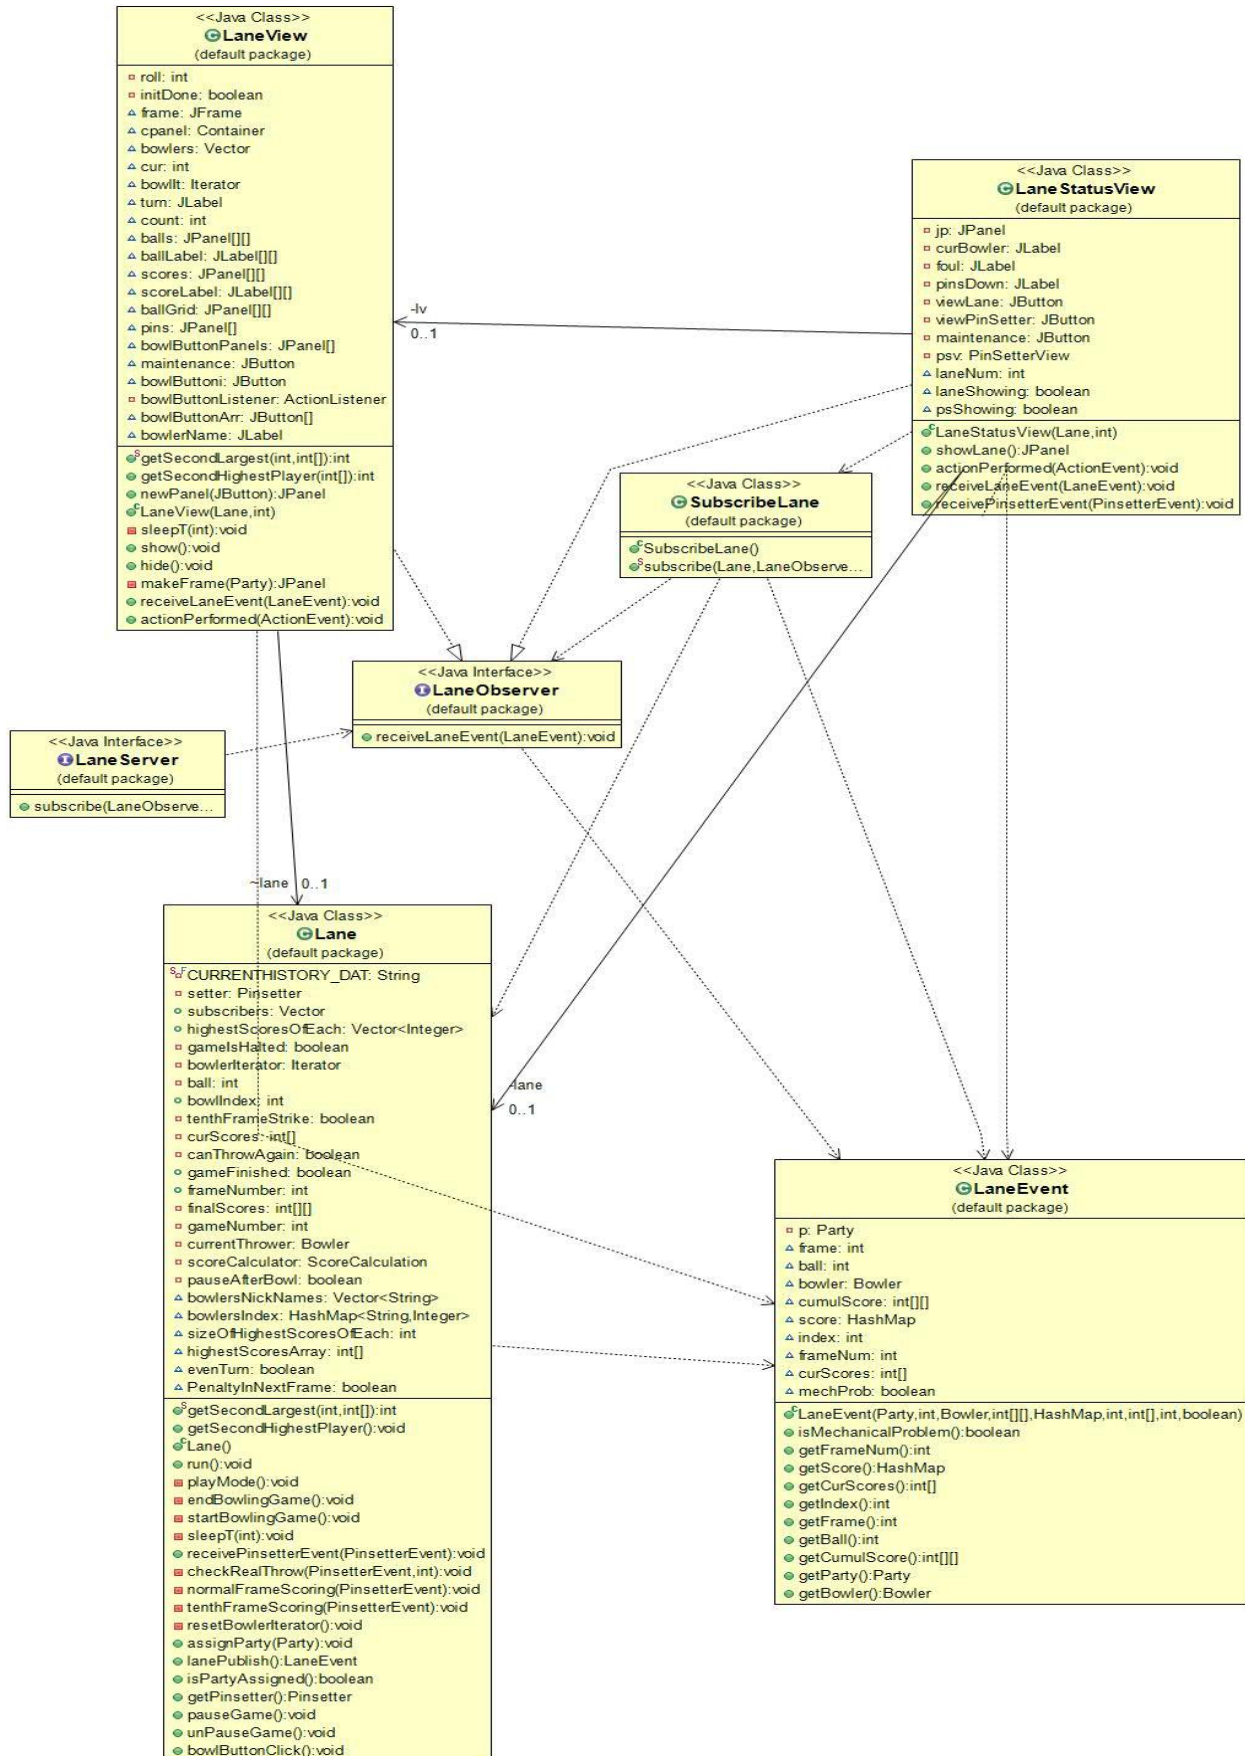 <<Java Class>>
LaneView
(default package)
roll: int
initDone: boolean
frame: JFrame
cpanel: Container
bowlers: Vector
cur: int
bowlIt: Iterator
turn: JLabel
count: int
balls: JPanel[][]
ballLabel: JLabel[][]
scores: JPanel[][]
scoreLabel: JLabel[][]
ballGrid: JPanel[][]
pins: JPanel[]
bowlButtonPanels: JPanel[]
maintenance: JButton
bowlButtoni: JButton
bowlButtonListener: ActionListener
bowlButtonArr: JButton[]
bowlerName: JLabel
getSecondLargest(int,int[]):int
getSecondHighestPlayer(int[]):int
newPanel(JButton):JPanel
LaneView(Lane,int)
sleepT(int):void
show():void
hide():void
makeFrame(Party):JPanel
receiveLaneEvent(LaneEvent):void
actionPerformed(ActionEvent):void
<<Java Class>>
LaneStatusView
(default package)
jp: JPanel
curBowler: JLabel
foul: JLabel
pinsDown: JLabel
viewLane: JButton
viewPinSetter: JButton
maintenance: JButton
psv: PinSetterView
laneNum: int
laneShowing: boolean
psShowing: boolean
LaneStatusView(Lane,int)
showLane():JPanel
actionPerformed(ActionEvent):void
receiveLaneEvent(LaneEvent):void
receivePinsetterEvent(PinsetterEvent):void
-lv
0..1
<<Java Class>>
SubscribeLane
(default package)
SubscribeLane()
subscribe(Lane,LaneObserve...
<<Java Interface>>
LaneObserver
(default package)
receiveLaneEvent(LaneEvent):void
<<Java Interface>>
LaneServer
(default package)
subscribe(LaneObserve...
~lane 0..1
<<Java Class>>
Lane
(default package)
CURRENTHISTORY_DAT: String
setter: Pinsetter
subscribers: Vector
highestScoresOfEach: Vector<Integer>
gameIsHalted: boolean
bowlerIterator: Iterator
ball: int
bowlIndex: int
tenthFrameStrike: boolean
curScores: int[]
canThrowAgain: boolean
gameFinished: boolean
frameNumber: int
finalScores: int[][]
gameNumber: int
currentThrower: Bowler
scoreCalculator: ScoreCalculation
pauseAfterBowl: boolean
bowlersNickNames: Vector<String>
bowlersIndex: HashMap<String,Integer>
sizeOfHighestScoresOfEach: int
highestScoresArray: int[]
evenTurn: boolean
PenaltyInNextFrame: boolean
getSecondLargest(int,int[]):int
getSecondHighestPlayer():void
Lane()
run():void
playMode():void
endBowlingGame():void
startBowlingGame():void
sleepT(int):void
receivePinsetterEvent(PinsetterEvent):void
checkRealThrow(PinsetterEvent,int):void
normalFrameScoring(PinsetterEvent):void
tenthFrameScoring(PinsetterEvent):void
resetBowlerIterator():void
assignParty(Party):void
lanePublish():LaneEvent
isPartyAssigned():boolean
getPinsetter():Pinsetter
pauseGame():void
unPauseGame():void
bowlButtonClick():void
-lane
0..1
<<Java Class>>
LaneEvent
(default package)
p: Party
frame: int
ball: int
bowler: Bowler
cumulScore: int[][]
score: HashMap
index: int
frameNum: int
curScores: int[]
mechProb: boolean
LaneEvent(Party,int,Bowler,int[][],HashMap,int,int[],int,boolean)
isMechanicalProblem():boolean
getFrameNum():int
getScore():HashMap
getCurScores():int[]
getIndex():int
getFrame():int
getBall():int
getCumulScore():int[][]
getParty():Party
getBowler():Bowler